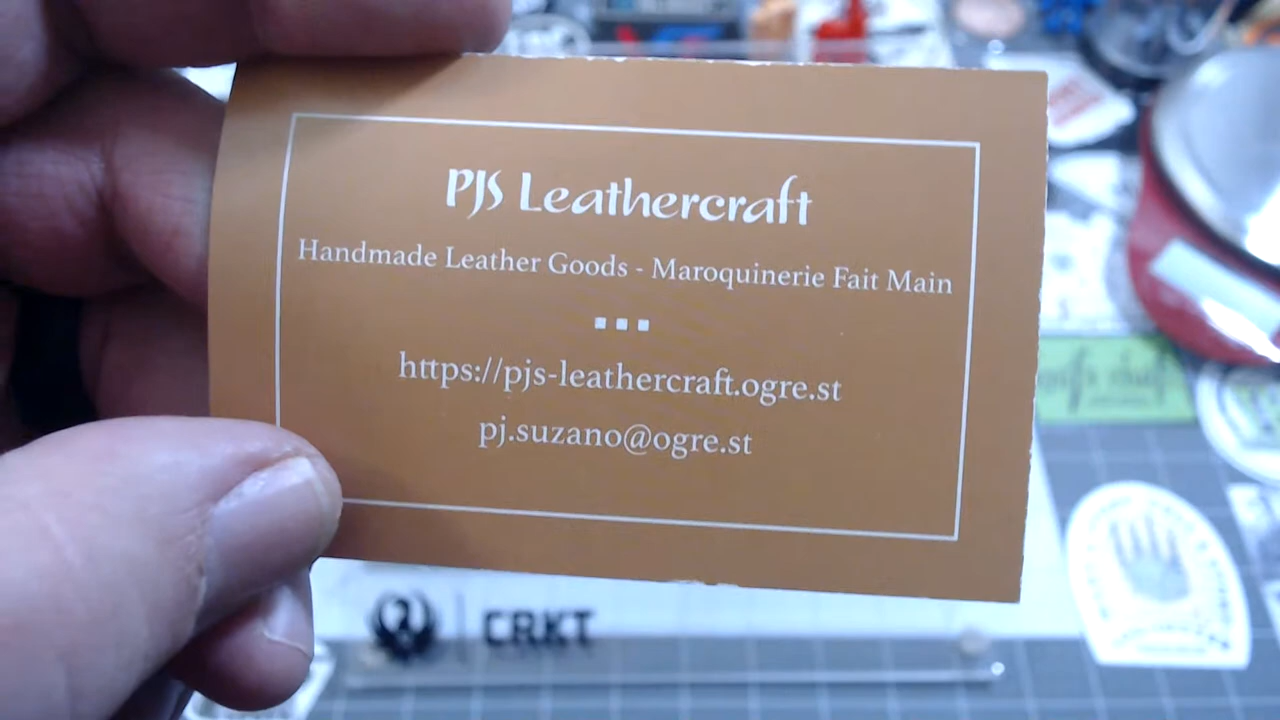 PJS Leathercraft
Handmade Leather Goods - Maroquinerie Fait Main
https://pjs-leathercraft.ogre.st
pj.suzano@ogre.st
CRKT